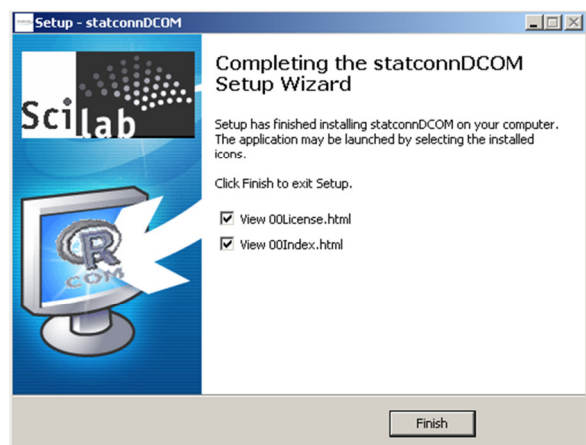 Setup - statconnDCOM
Scilab
R
COM
Completing the statconnDCOM
Setup Wizard
Setup has finished installing statconnDCOM on your computer.
The application may be launched by selecting the installed
icons.
Click Finish to exit Setup.
View 00License.html
View 00Index.html
Finish